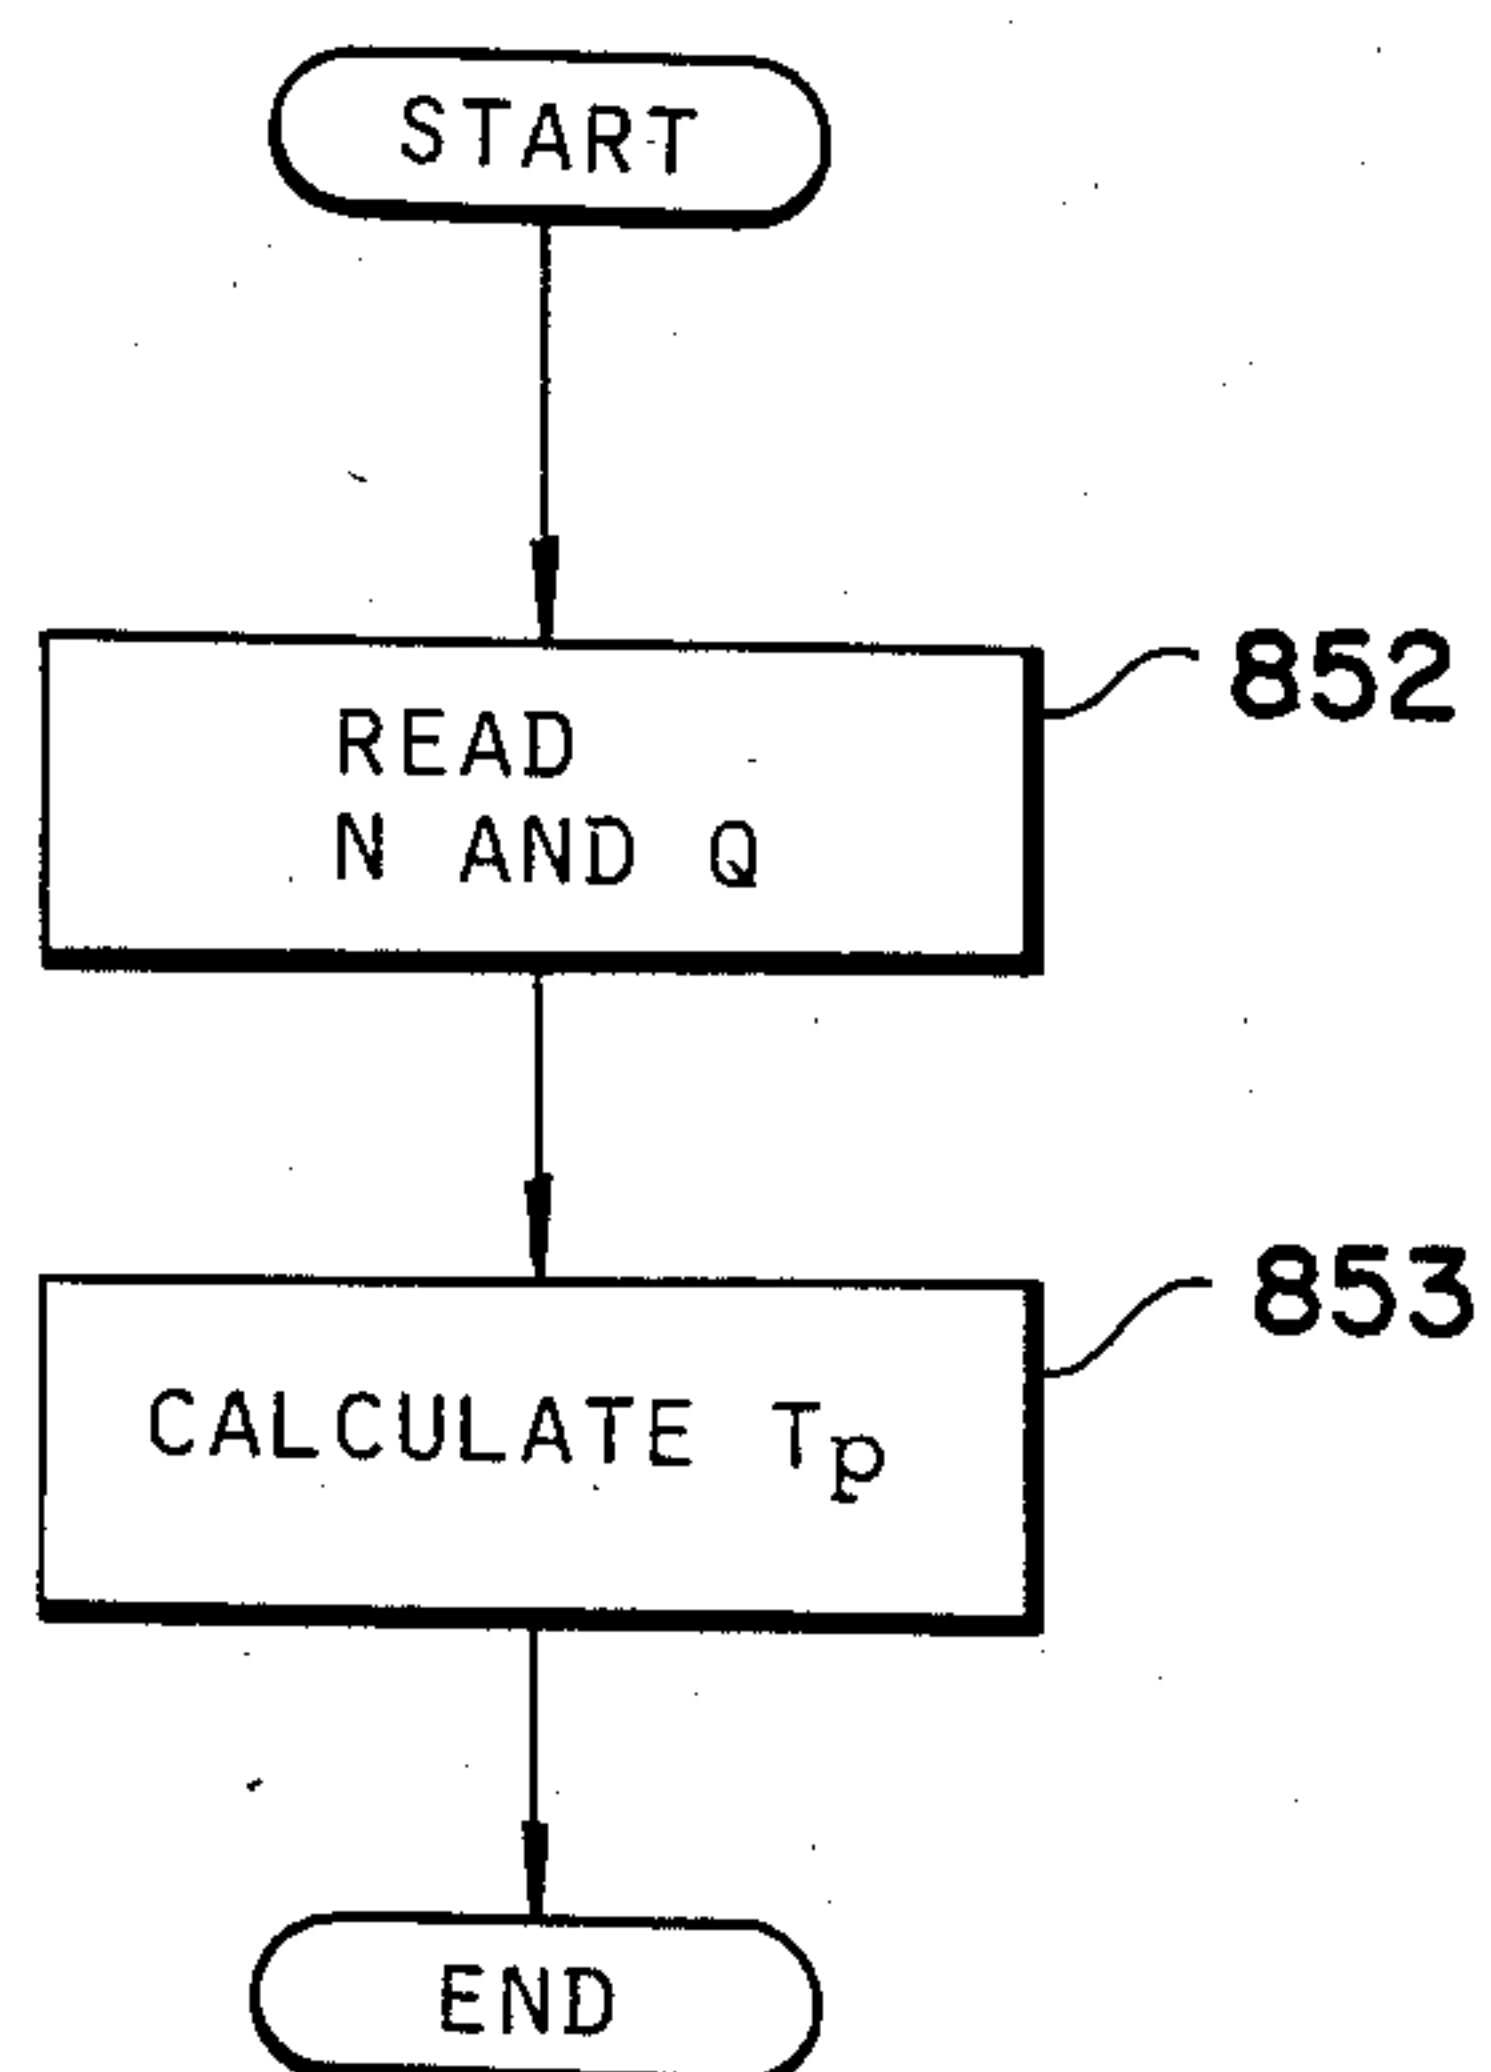 START
852
READ
N AND Q
853
CALCULATE Tp
END